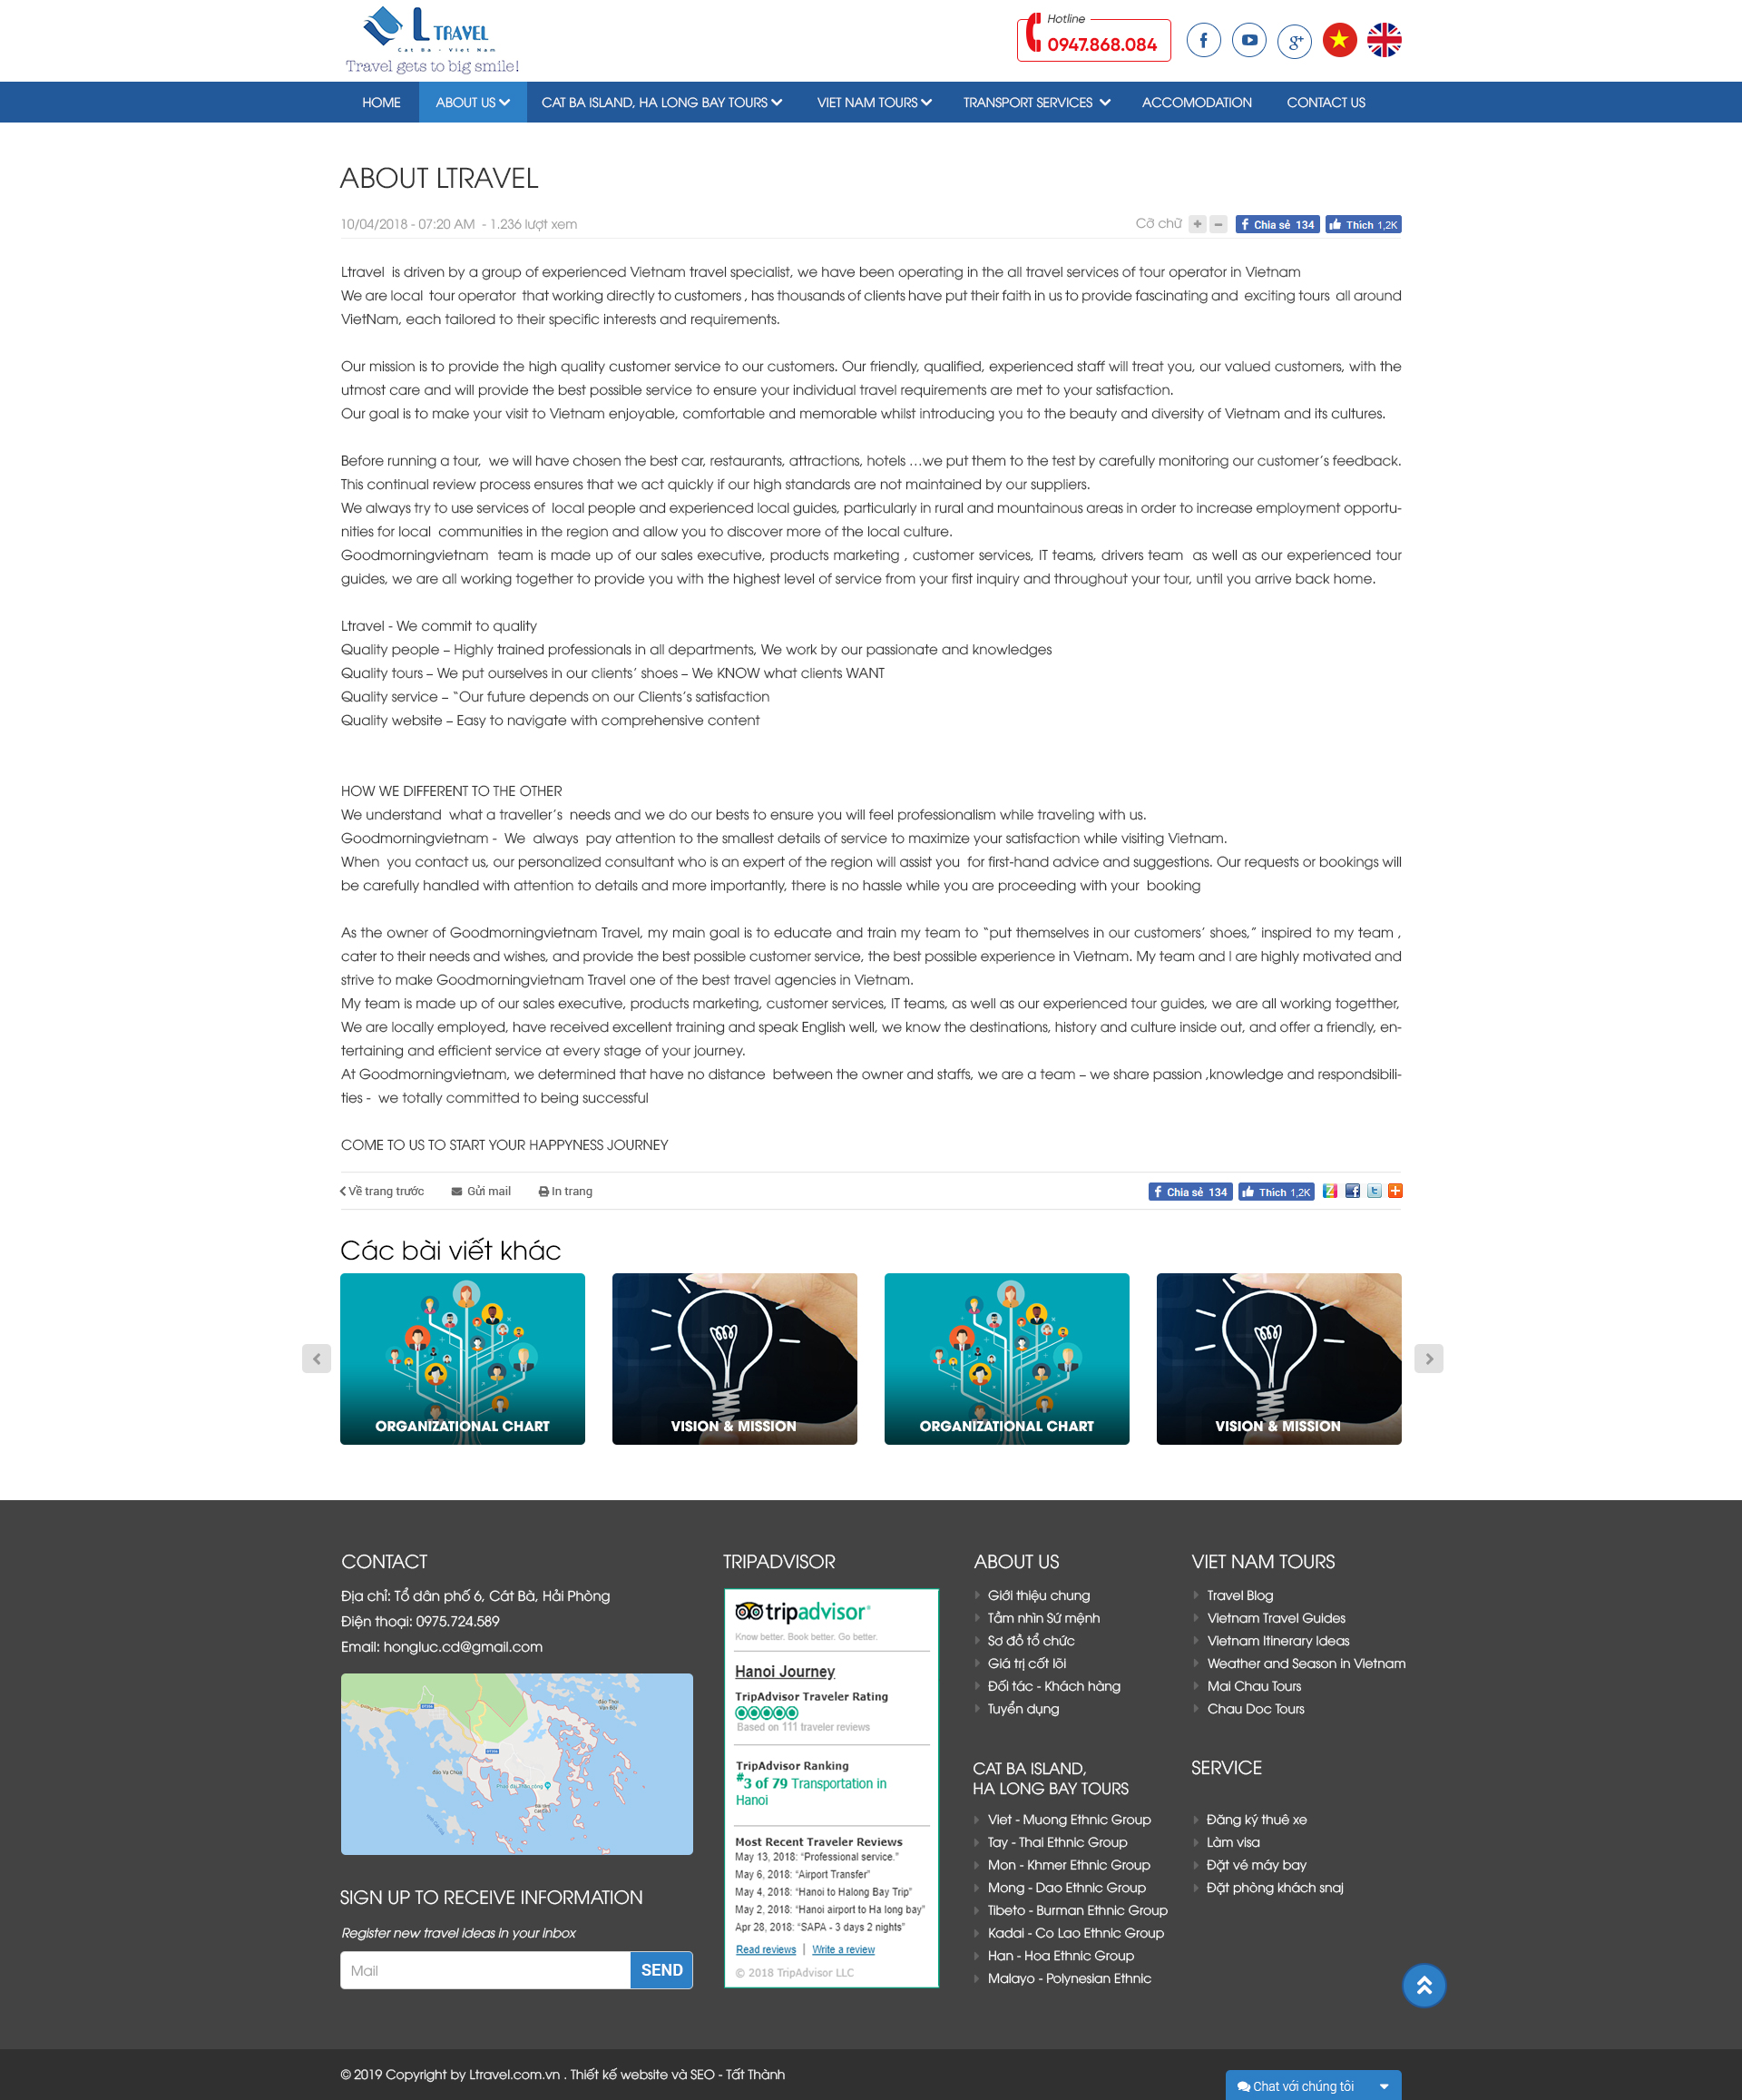 L TRAVEL
Cat Ba - Viet Nam
Travel gets to big smile!
Hotline
0947.868.084
HOME
ABOUT US
CAT BA ISLAND, HA LONG BAY TOURS
VIET NAM TOURS
TRANSPORT SERVICES
ACCOMODATION
CONTACT US
ABOUT LTRAVEL
10/04/2018 - 07:20 AM - 1.236 lượt xem
Cỡ chữ + -
Chia sẻ 134
Thích 1,2K
Ltravel is driven by a group of experienced Vietnam travel specialist, we have been operating in the all travel services of tour operator in Vietnam
We are local tour operator that working directly to customers , has thousands of clients have put their faith in us to provide fascinating and exciting tours all around
VietNam, each tailored to their specific interests and requirements.
Our mission is to provide the high quality customer service to our customers. Our friendly, qualified, experienced staff will treat you, our valued customers, with the
utmost care and will provide the best possible service to ensure your individual travel requirements are met to your satisfaction.
Our goal is to make your visit to Vietnam enjoyable, comfortable and memorable whilst introducing you to the beauty and diversity of Vietnam and its cultures.
Before running a tour, we will have chosen the best car, restaurants, attractions, hotels ...we put them to the test by carefully monitoring our customer's feedback.
This continual review process ensures that we act quickly if our high standards are not maintained by our suppliers.
We always try to use services of local people and experienced local guides, particularly in rural and mountainous areas in order to increase employment opportu-
nities for local communities in the region and allow you to discover more of the local culture.
Goodmorningvietnam team is made up of our sales executive, products marketing , customer services, IT teams, drivers team as well as our experienced tour
guides, we are all working together to provide you with the highest level of service from your first inquiry and throughout your tour, until you arrive back home.
Ltravel - We commit to quality
Quality people – Highly trained professionals in all departments, We work by our passionate and knowledges
Quality tours – We put ourselves in our clients' shoes – We KNOW what clients WANT
Quality service – "Our future depends on our Clients's satisfaction
Quality website – Easy to navigate with comprehensive content
HOW WE DIFFERENT TO THE OTHER
We understand what a traveller's needs and we do our bests to ensure you will feel professionalism while traveling with us.
Goodmorningvietnam - We always pay attention to the smallest details of service to maximize your satisfaction while visiting Vietnam.
When you contact us, our personalized consultant who is an expert of the region will assist you for first-hand advice and suggestions. Our requests or bookings will
be carefully handled with attention to details and more importantly, there is no hassle while you are proceeding with your booking
As the owner of Goodmorningvietnam Travel, my main goal is to educate and train my team to "put themselves in our customers' shoes," inspired to my team ,
cater to their needs and wishes, and provide the best possible customer service, the best possible experience in Vietnam. My team and I are highly motivated and
strive to make Goodmorningvietnam Travel one of the best travel agencies in Vietnam.
My team is made up of our sales executive, products marketing, customer services, IT teams, as well as our experienced tour guides, we are all working togetther,
We are locally employed, have received excellent training and speak English well, we know the destinations, history and culture inside out, and offer a friendly, en-
tertaining and efficient service at every stage of your journey.
At Goodmorningvietnam, we determined that have no distance between the owner and staffs, we are a team – we share passion ,knowledge and respondsibili-
ties - we totally committed to being successful
COME TO US TO START YOUR HAPPYNESS JOURNEY
Về trang trước
Gửi mail
In trang
Chia sẻ 134
Thích 1,2K
Các bài viết khác
ORGANIZATIONAL CHART
VISION & MISSION
ORGANIZATIONAL CHART
VISION & MISSION
CONTACT
Địa chỉ: Tổ dân phố 6, Cát Bà, Hải Phòng
Điện thoại: 0975.724.589
Email: hongluc.cd@gmail.com
SIGN UP TO RECEIVE INFORMATION
Register new travel ideas in your inbox
Mail
SEND
TRIPADVISOR
tripadvisor
Know better. Book better. Go better.
Hanoi Journey
TripAdvisor Traveler Rating
Based on 111 traveler reviews
TripAdvisor Ranking
#3 of 79 Transportation in
Hanoi
Most Recent Traveler Reviews
May 13, 2018: "Professional service."
May 6, 2018: "Airport Transfer"
May 4, 2018: "Hanoi to Halong Bay Trip"
May 2, 2018: "Hanoi airport to Ha long bay"
Apr 28, 2018: "SAPA - 3 days 2 nights"
Read reviews | Write a review
© 2018 TripAdvisor LLC
ABOUT US
Giới thiệu chung
Tầm nhìn Sứ mệnh
Sơ đồ tổ chức
Giá trị cốt lõi
Đối tác - Khách hàng
Tuyển dụng
VIET NAM TOURS
Travel Blog
Vietnam Travel Guides
Vietnam Itinerary Ideas
Weather and Season in Vietnam
Mai Chau Tours
Chau Doc Tours
CAT BA ISLAND,
HA LONG BAY TOURS
Viet - Muong Ethnic Group
Tay - Thai Ethnic Group
Mon - Khmer Ethnic Group
Mong - Dao Ethnic Group
Tibeto - Burman Ethnic Group
Kadai - Co Lao Ethnic Group
Han - Hoa Ethnic Group
Malayo - Polynesian Ethnic
SERVICE
Đăng ký thuê xe
Làm visa
Đặt vé máy bay
Đặt phòng khách snaj
© 2019 Copyright by Ltravel.com.vn . Thiết kế website và SEO - Tất Thành
Chat với chúng tôi